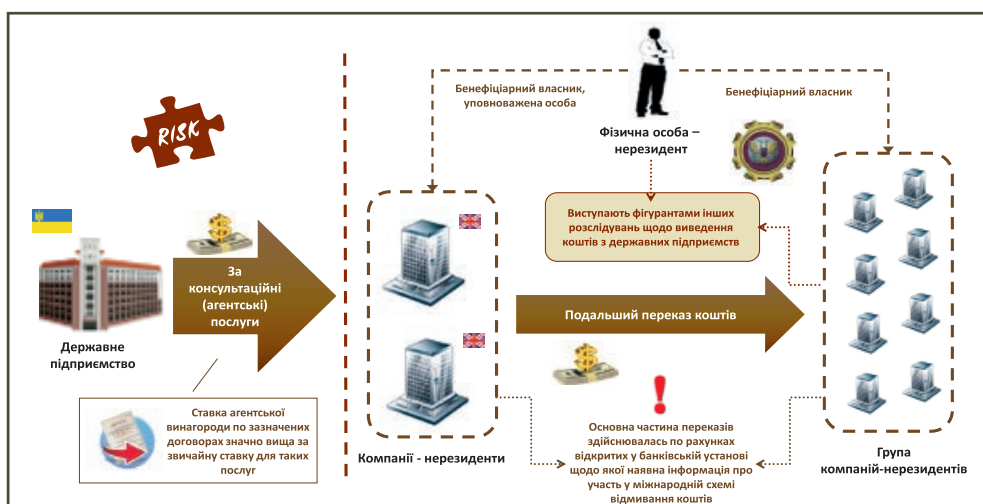 RISK
Бенефіціарний власник,
уповноважена особа
Бенефіціарний власник
Фізична особа –
нерезидент
Виступають фігурантами інших
розслідувань щодо виведення
коштів з державних підприємств
За
консультаційні
(агентські)
послуги
Державне
підприємство
Подальший переказ коштів
Ставка агентської
винагороди по зазначених
договорах значно вища за
звичайну ставку для таких
послуг
Компанії - нерезиденти
Основна частина переказів
здійснювалась по рахунках
відкритих у банківській установі
щодо якої наявна інформація про
участь у міжнародній схемі
відмивання коштів
Група
компаній-нерезидентів